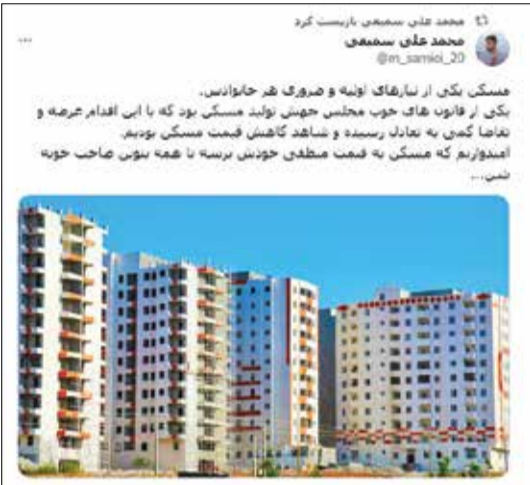 محمد علی سمیعی بازپست کرد
محمد علی سمیعی
@m_samiei_20
مسکن یکی از نیازهای اولیه و ضروری هر خانوادس.
یکی از قانون های خوب مجلس جهش تولید مسکن بود که با این اقدام عرضه و
تقاضا کمی به تعادل رسیده و شاهد کاهش قیمت مسکن بودیم.
امیدواریم که مسکن به قیمت منطقی خودش برسه تا همه بتونن صاحب خونه
شن...